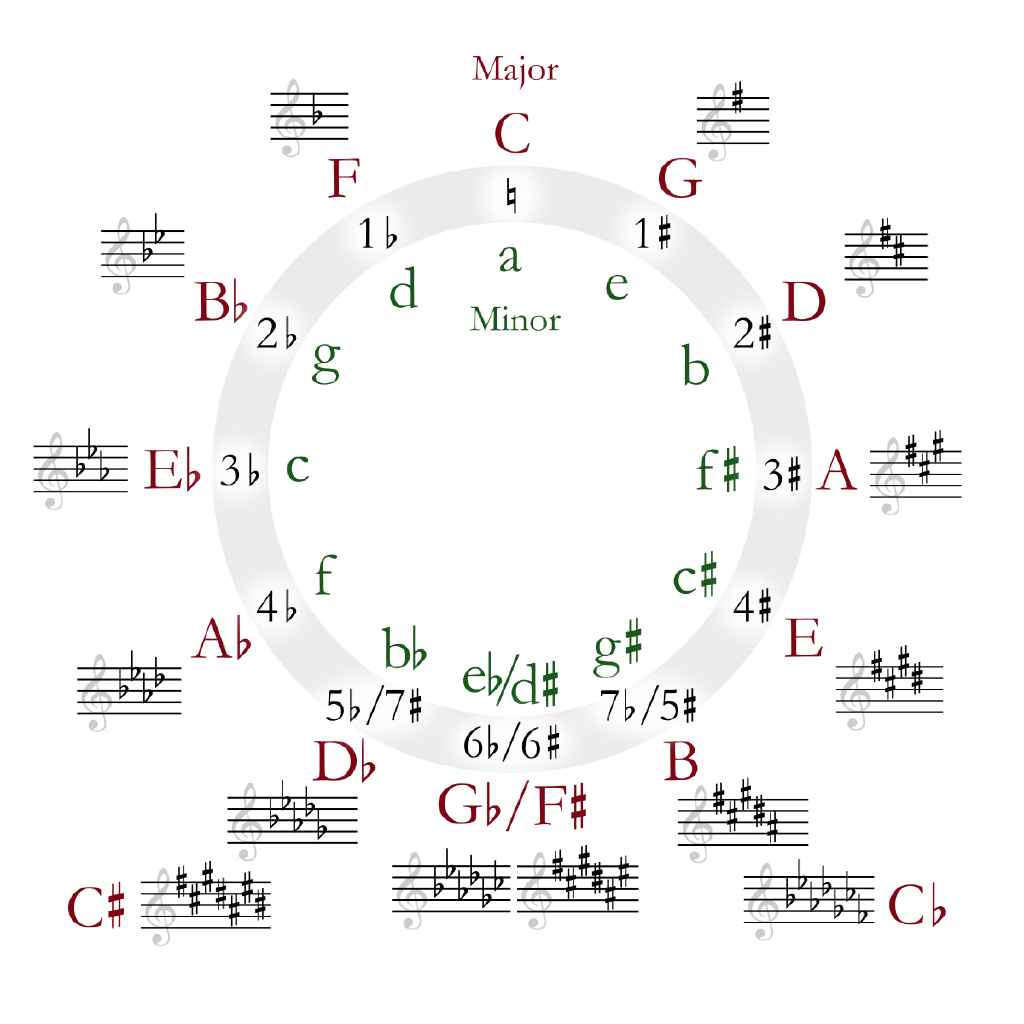 Major
C
F
G
♮
1♭
1♯
a
d
e
B♭
D
Minor
2♭
2♯
g
b
E♭
3♭
c
f♯
3♯
A
f
c♯
4♭
4♯
A♭
E
b♭
g♯
e♭/d♯
5♭/7♯
7♭/5♯
6♭/6♯
D♭
B
G♭/F♯
C♯
C♭